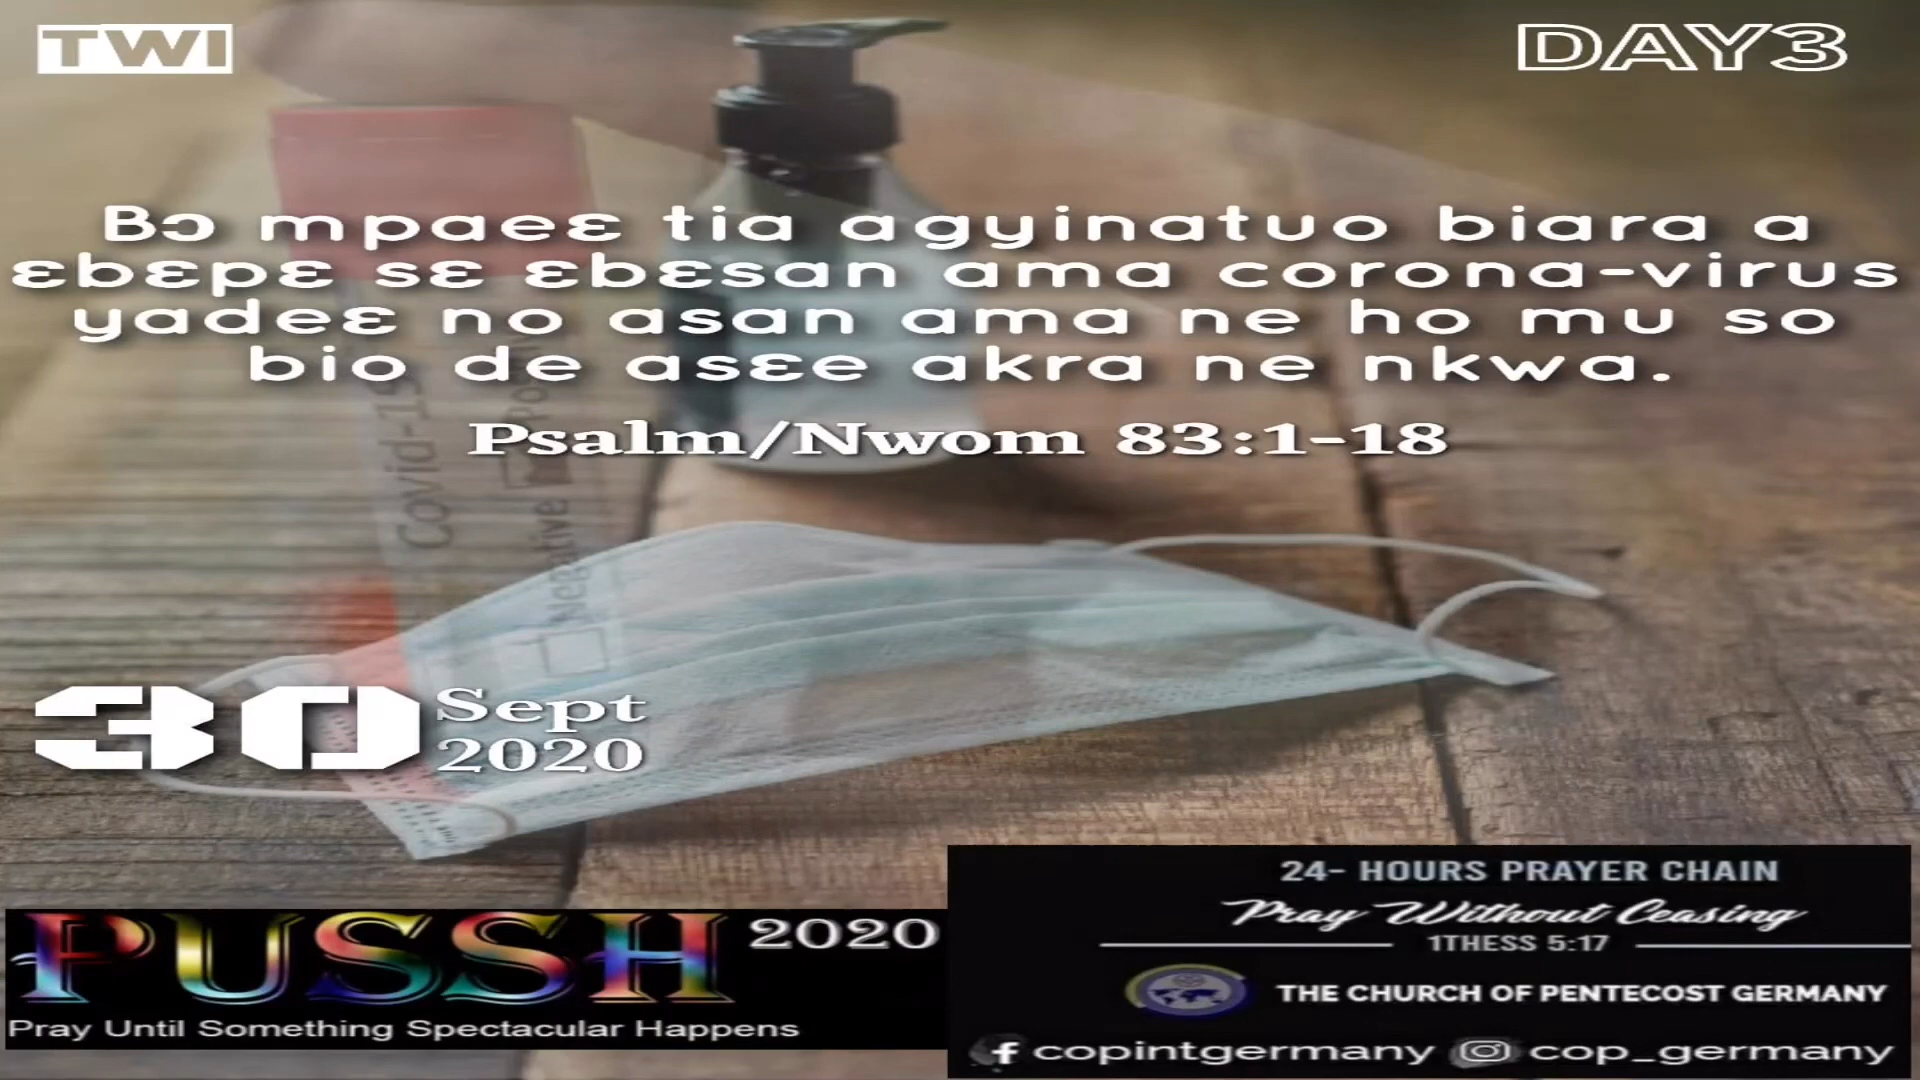 TWI
DAY3
Bɔ mpaeɛ tia agyinatuo biara a
ɛbɛpɛ sɛ ɛbɛsan ama corona-virus
yadeɛ no asan ama ne ho mu so
bio de asɛe akra ne nkwa.
Psalm/Nwom 83:1-18
Covid-19
Negative
30 Sept
2020
PUSSH 2020
Pray Until Something Spectacular Happens
24- HOURS PRAYER CHAIN
Pray Without Ceasing
1THESS 5:17
THE CHURCH OF PENTECOST GERMANY
copintgermany cop_germany